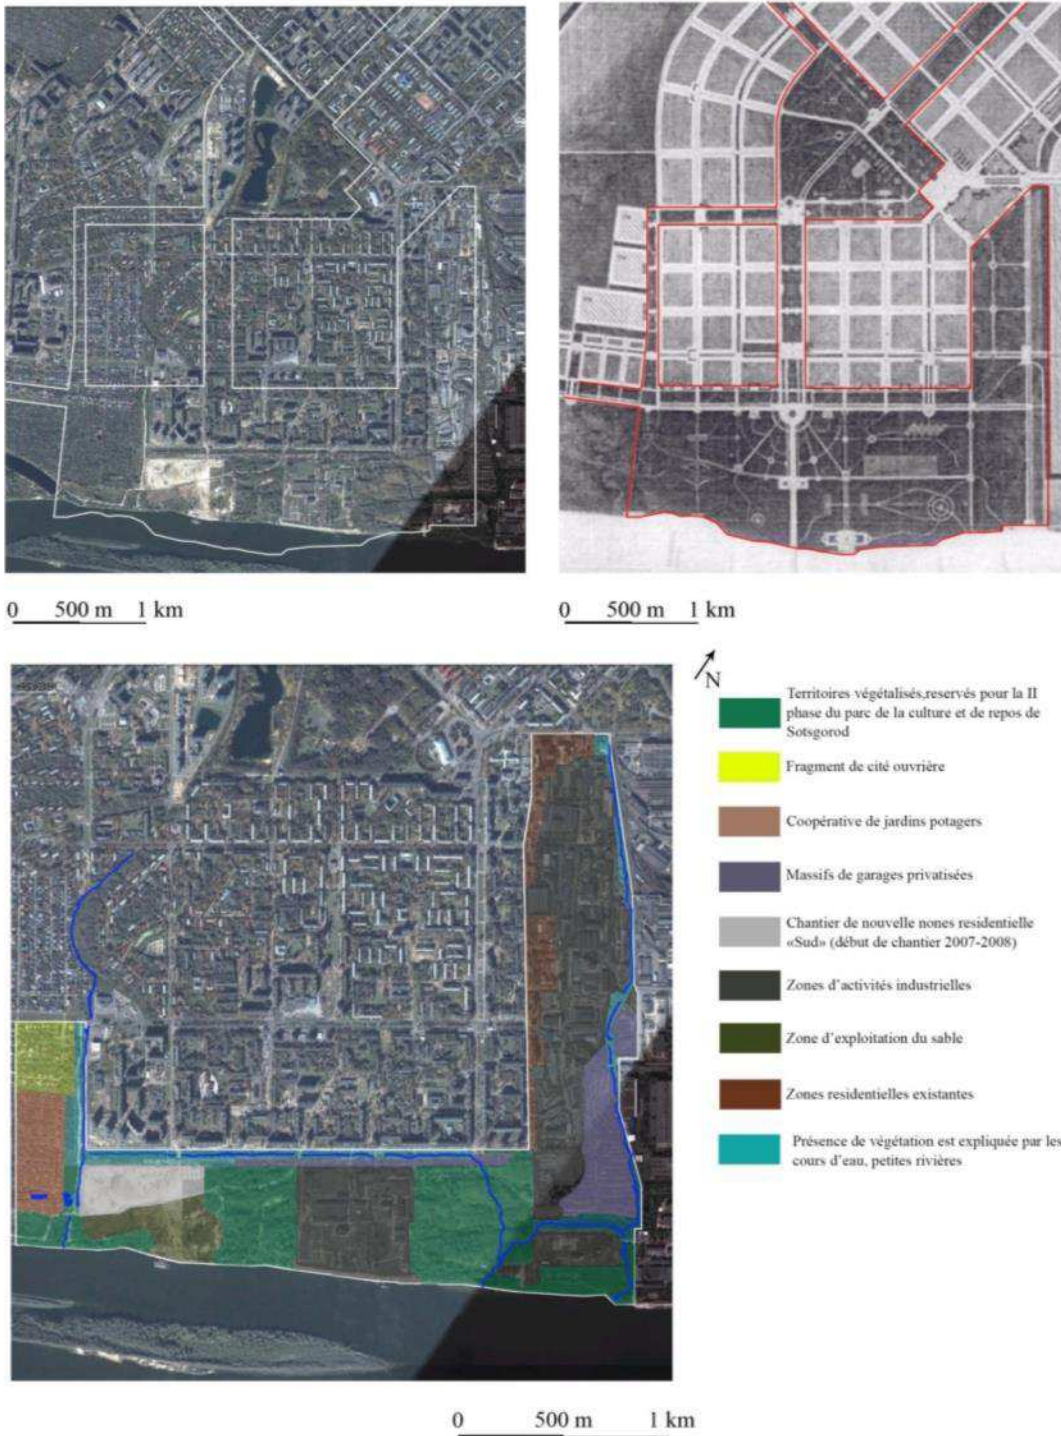 0 500 m 1 km
0 500 m 1 km
N
Territoires végétalisés,reservés pour la II
phase du parc de la culture et de repos de
Sotsgorod
Fragment de cité ouvrière
Coopérative de jardins potagers
Massifs de garages privatisées
Chantier de nouvelle nones residentielle
«Sud» (début de chantier 2007-2008)
Zones d’activités industrielles
Zone d’exploitation du sable
Zones residentielles existantes
Présence de végétation est expliquée par les
cours d’eau, petites rivières
0 500 m 1 km